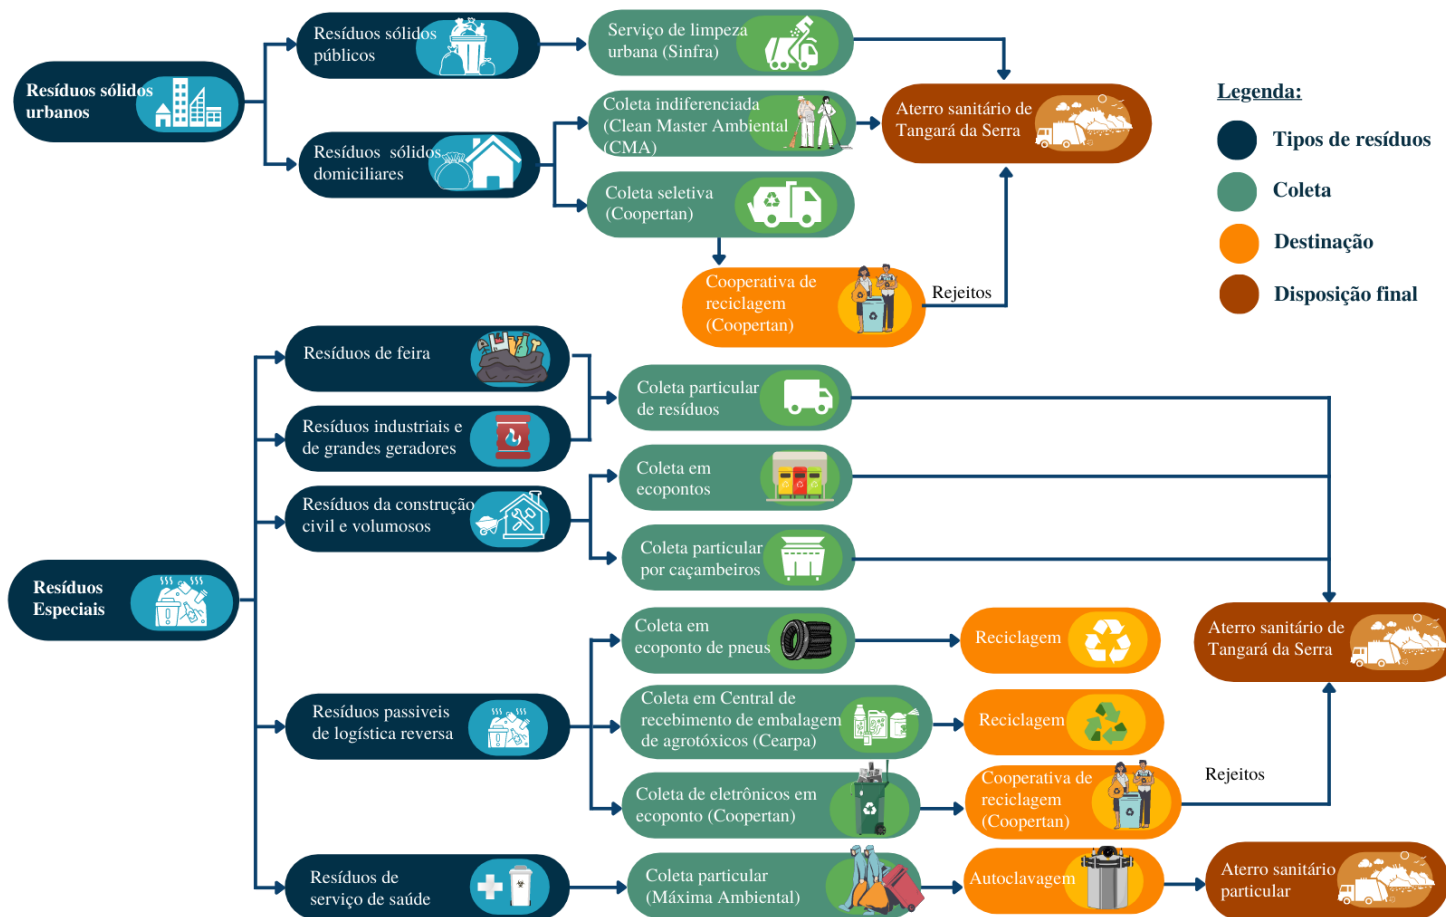 Resíduos sólidos
urbanos
Resíduos sólidos
públicos
Resíduos  sólidos
domiciliares
Serviço de limpeza
urbana (Sinfra)
Coleta indiferenciada
(Clean Master Ambiental
(CMA)
Coleta seletiva
(Coopertan)
Cooperativa de
reciclagem
(Coopertan)
Rejeitos
Aterro sanitário de
Tangará da Serra
Legenda:
Tipos de resíduos
Coleta
Destinação
Disposição final
Resíduos
Especiais
Resíduos de feira
Resíduos industriais e
de grandes geradores
Resíduos da construção
civil e volumosos
Resíduos passiveis
de logística reversa
Resíduos de
serviço de saúde
Coleta particular
de resíduos
Coleta em
ecopontos
Coleta particular
por caçambeiros
Coleta em
ecoponto de pneus
Coleta em Central de
recebimento de embalagem
de agrotóxicos (Cearpa)
Coleta de eletrônicos em
ecoponto (Coopertan)
Coleta particular
(Máxima Ambiental)
Reciclagem
Reciclagem
Cooperativa de
reciclagem
(Coopertan)
Autoclavagem
Rejeitos
Aterro sanitário de
Tangará da Serra
Aterro sanitário
particular